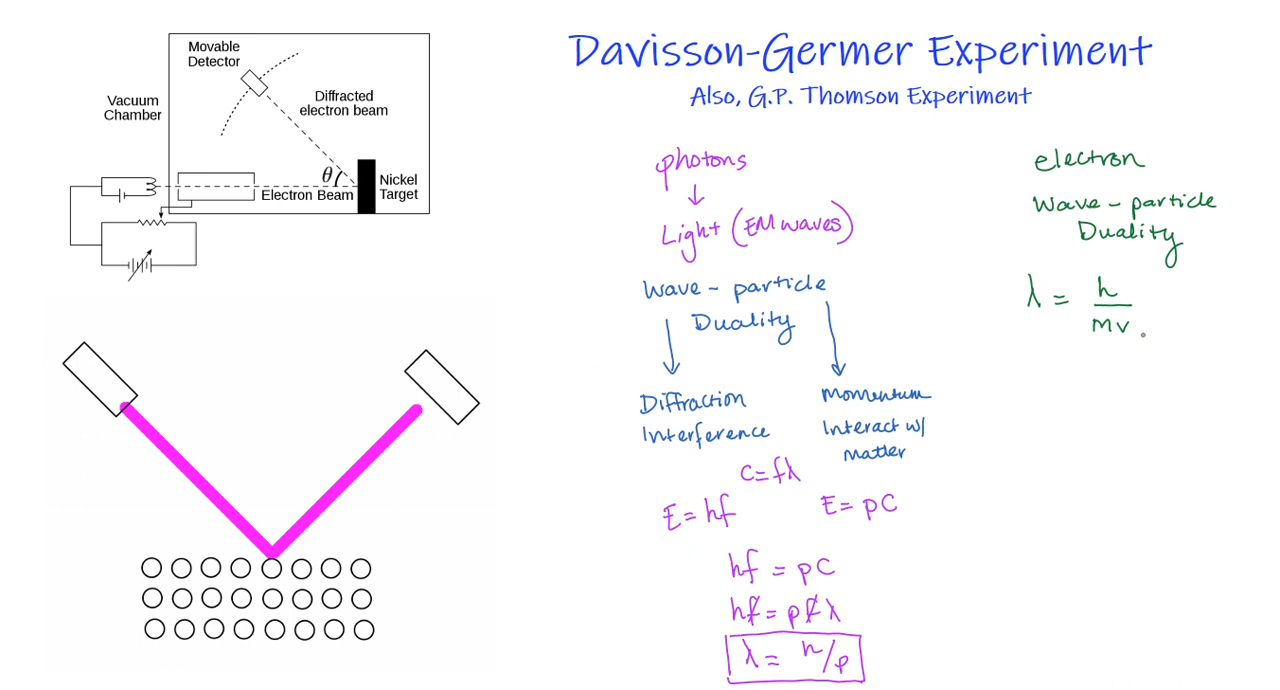 Davisson-Germer Experiment
Also, G.P. Thomson Experiment
Movable
Detector
Vacuum
Chamber
Diffracted
electron beam
θ
Electron Beam
Nickel
Target
photons
Light (EM waves)
Wave - particle
Duality
Diffraction
Interference
Momentum
Interact w/
matter
c = fλ
E = hf
E = pc
hf = pc
hf = pfλ
λ = h/p
electron
Wave - particle
Duality
λ = h/mv